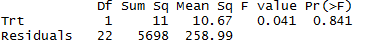 Df Sum Sq Mean Sq F value Pr(>F)
Trt 1 11 10.67 0.041 0.841
Residuals 22 5698 258.99